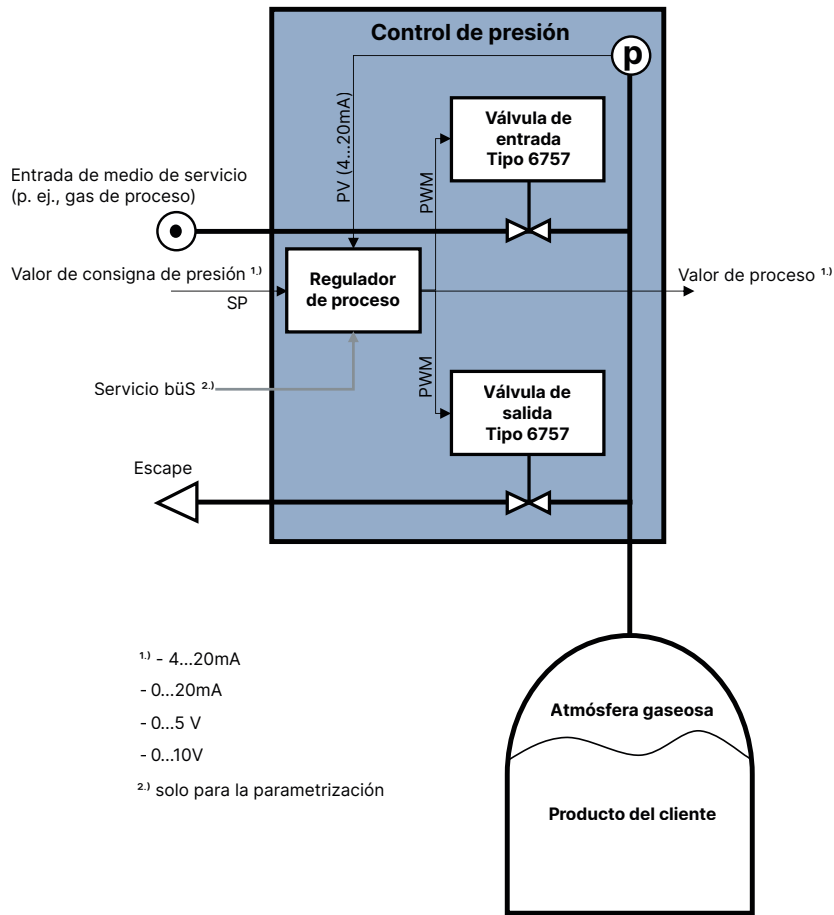 Control de presión
p
PV (4...20mA)
Válvula de
entrada
Tipo 6757
PWM
Entrada de medio de servicio
(p. ej., gas de proceso)
Valor de consigna de presión ¹·⁾
SP
Regulador
de proceso
Valor de proceso ¹·⁾
PWM
Servicio büS ²·⁾
Válvula de
salida
Tipo 6757
Escape
¹·⁾ - 4...20mA
- 0...20mA
- 0...5 V
- 0...10V
²·⁾ solo para la parametrización
Atmósfera gaseosa
Producto del cliente